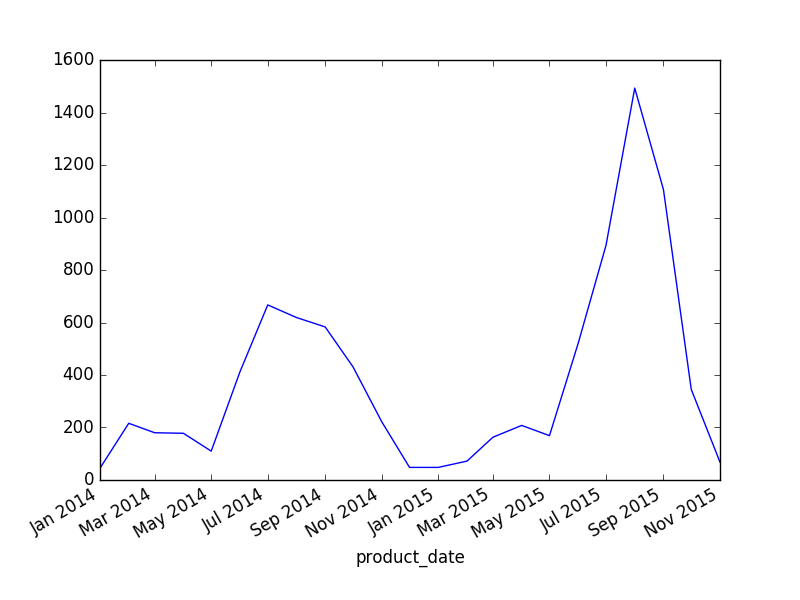 1600
1400
1200
1000
800
600
400
200
0
Jan 2014
Mar 2014
May 2014
Jul 2014
Sep 2014
Nov 2014
Jan 2015
Mar 2015
May 2015
Jul 2015
Sep 2015
Nov 2015
product_date